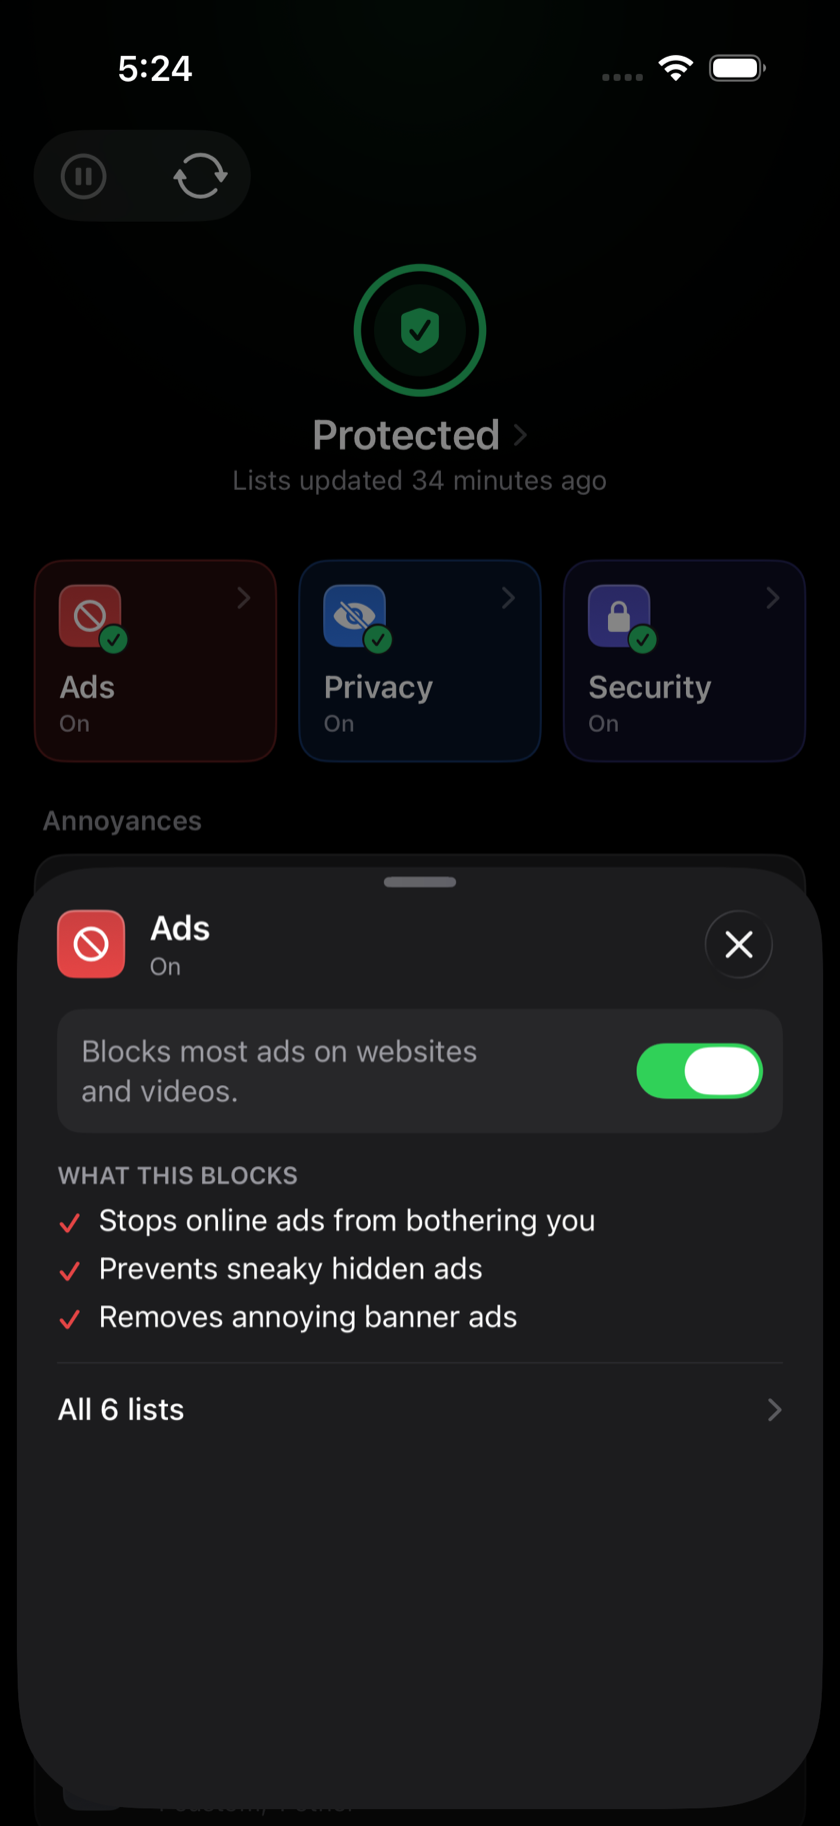 5:24
Protected
Lists updated 34 minutes ago
Ads
On
Privacy
On
Security
On
Annoyances
Ads
On
Blocks most ads on websites
and videos.
WHAT THIS BLOCKS
Stops online ads from bothering you
Prevents sneaky hidden ads
Removes annoying banner ads
All 6 lists